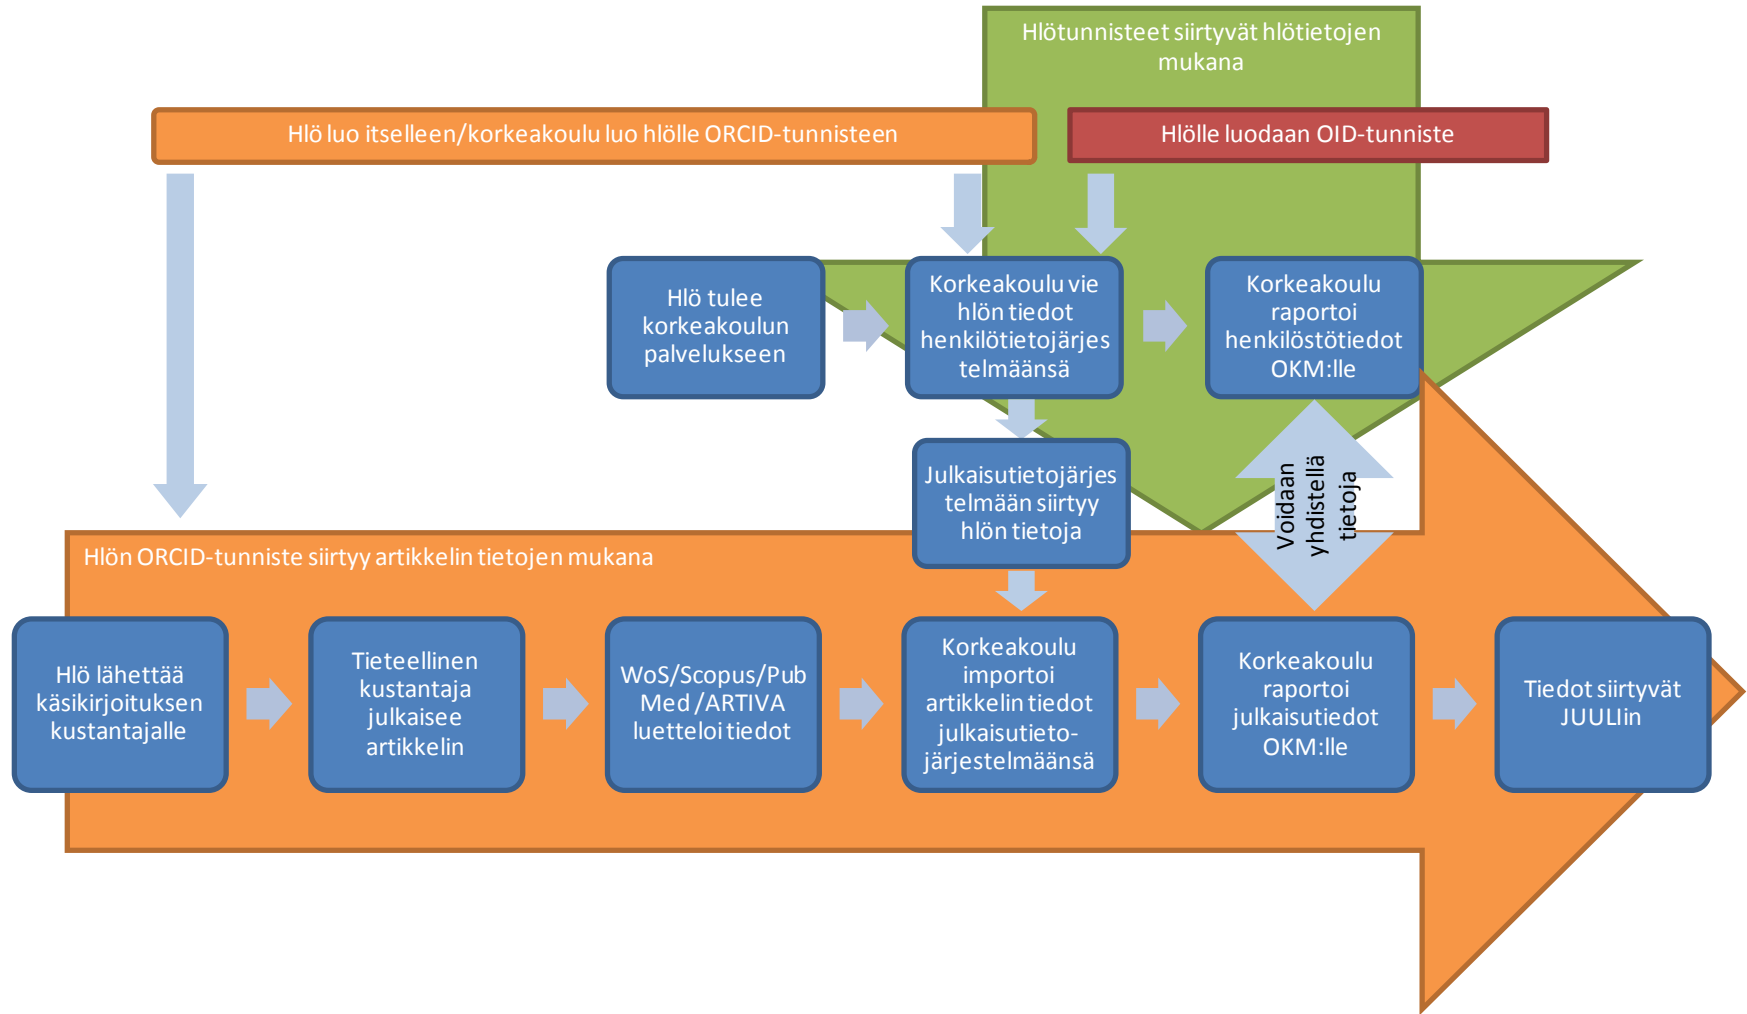 Hlötunnisteet siirtyvät hlötietojen
mukana
Hlö luo itselleen/korkeakoulu luo hlölle ORCID-tunnisteen
Hlölle luodaan OID-tunniste
Hlö tulee
korkeakoulun
palvelukseen
Korkeakoulu vie
hlön tiedot
henkilötietojärjes
telmäänsä
Korkeakoulu
raportoi
henkilöstötiedot
OKM:lle
Julkaisutietojärjes
telmään siirtyy
hlön tietoja
Voidaan
yhdistellä
tietoja
Hlön ORCID-tunniste siirtyy artikkelin tietojen mukana
Hlö lähettää
käsikirjoituksen
kustantajalle
Tieteellinen
kustantaja
julkaisee
artikkelin
WoS/Scopus/Pub
Med/ARTIVA
luetteloi tiedot
Korkeakoulu
importoi
artikkelin tiedot
julkaisutieto-
järjestelmäänsä
Korkeakoulu
raportoi
julkaisutiedot
OKM:lle
Tiedot siirtyvät
JUULIin